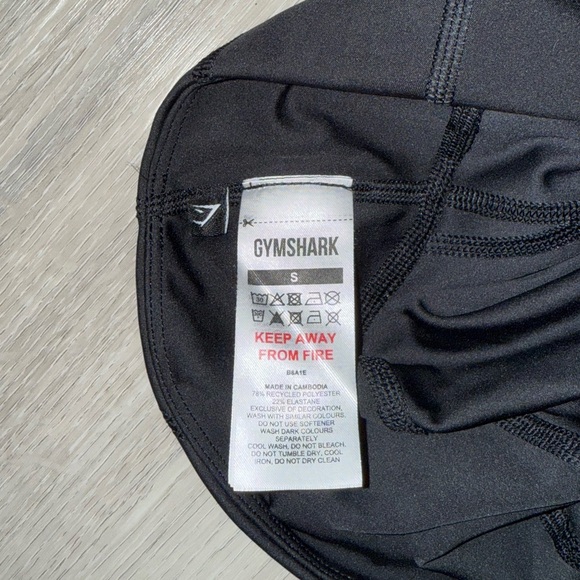 GYMSHARK
S
KEEP AWAY
FROM FIRE
B6A1E
MADE IN CAMBODIA
78% RECYCLED POLYESTER
22% ELASTANE
EXCLUSIVE OF DECORATION,
WASH WITH SIMILAR COLOURS.
DO NOT USE SOFTENER
WASH DARK COLOURS
SEPARATELY
COOL WASH, DO NOT BLEACH,
DO NOT TUMBLE DRY, COOL
IRON, DO NOT DRY CLEAN